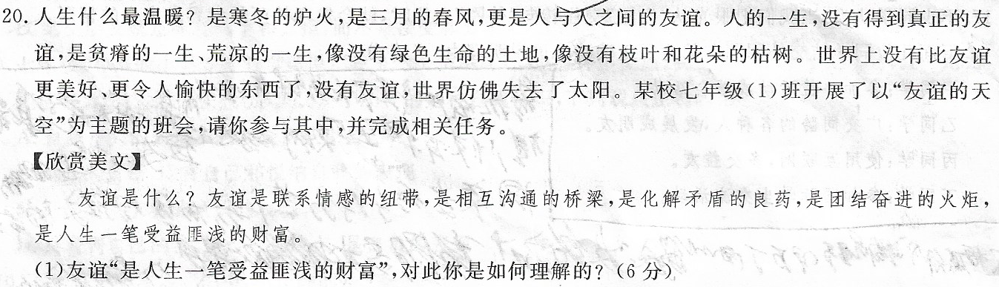 20.人生什么最温暖？是寒冬的炉火,是三月的春风,更是人与人之间的友谊。人的一生,没有得到真正的友
谊,是贫瘠的一生、荒凉的一生,像没有绿色生命的土地,像没有枝叶和花朵的枯树。世界上没有比友谊
更美好、更令人愉快的东西了,没有友谊,世界仿佛失去了太阳。某校七年级(1)班开展了以“友谊的天
空”为主题的班会,请你参与其中,并完成相关任务。
【欣赏美文】
友谊是什么？友谊是联系情感的纽带,是相互沟通的桥梁,是化解矛盾的良药,是团结奋进的火炬,
是人生一笔受益匪浅的财富。
(1)友谊“是人生一笔受益匪浅的财富”,对此你是如何理解的？(6分)